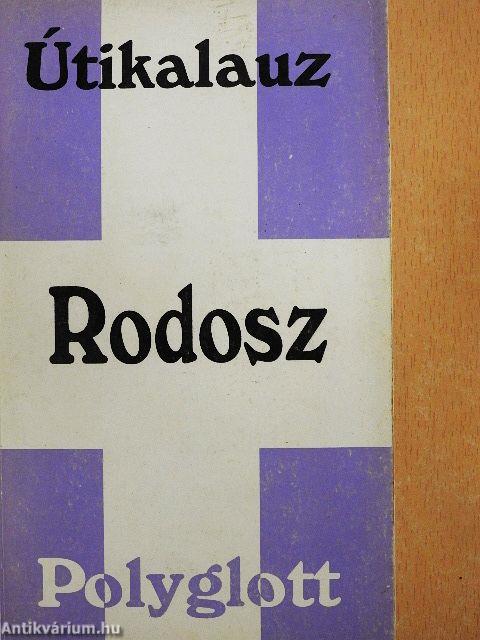 Útikalauz
Rodosz
Polyglott
Antikvárium.hu